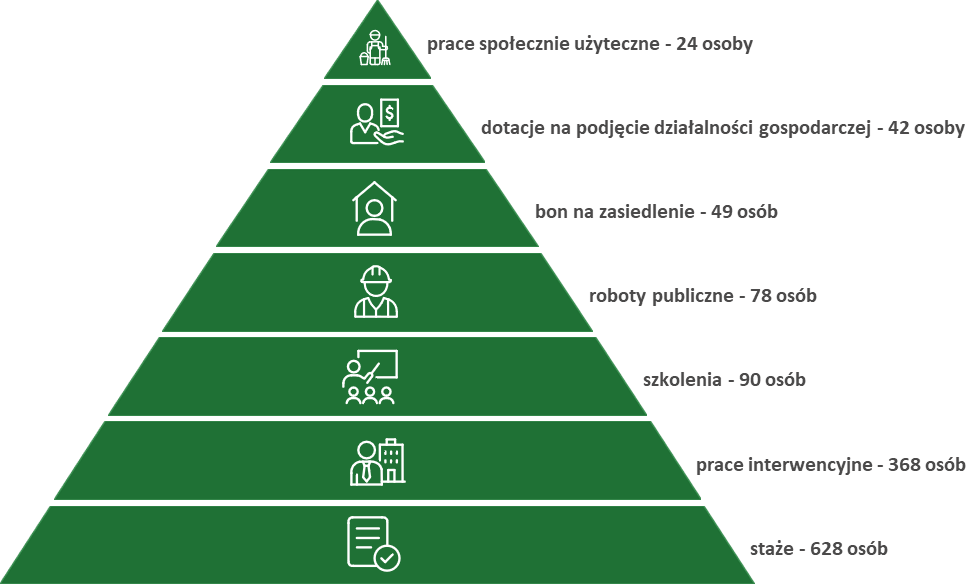 prace społecznie użyteczne - 24 osoby
$
dotacje na podjęcie działalności gospodarczej - 42 osoby
bon na zasiedlenie - 49 osób
roboty publiczne - 78 osób
szkolenia - 90 osób
prace interwencyjne - 368 osób
staże - 628 osób